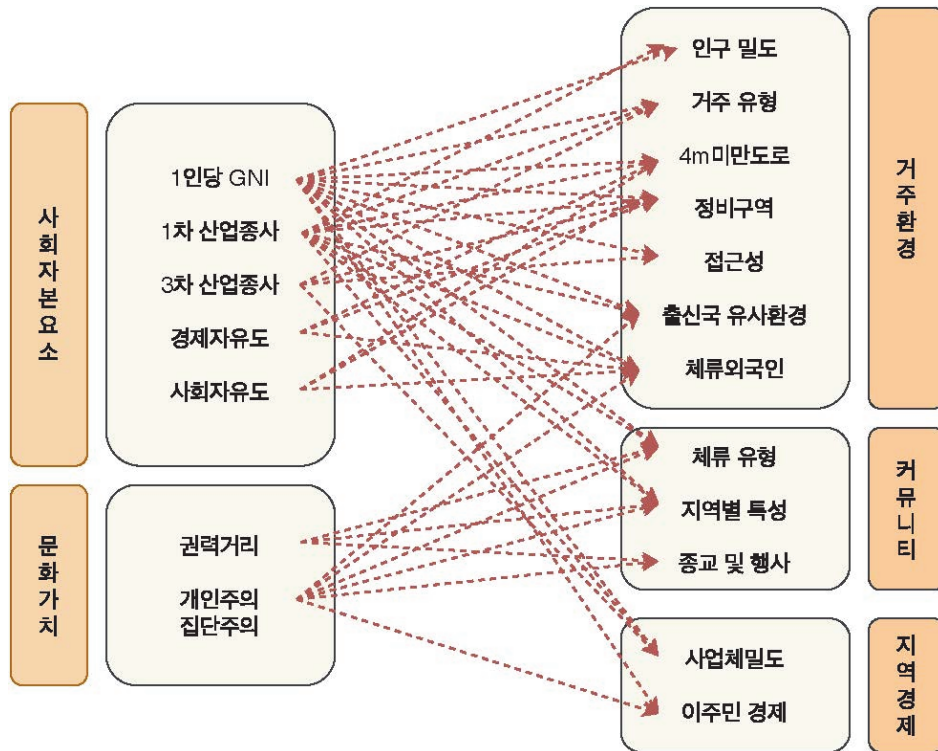 사회자본요소
1인당 GNI
1차 산업종사
3차 산업종사
경제자유도
사회자유도
문화가치
권력거리
개인주의
집단주의
인구 밀도
거주 유형
4m미만도로
정비구역
접근성
출신국 유사환경
체류외국인
거주환경
체류 유형
지역별 특성
종교 및 행사
커뮤니티
사업체밀도
이주민 경제
지역경제